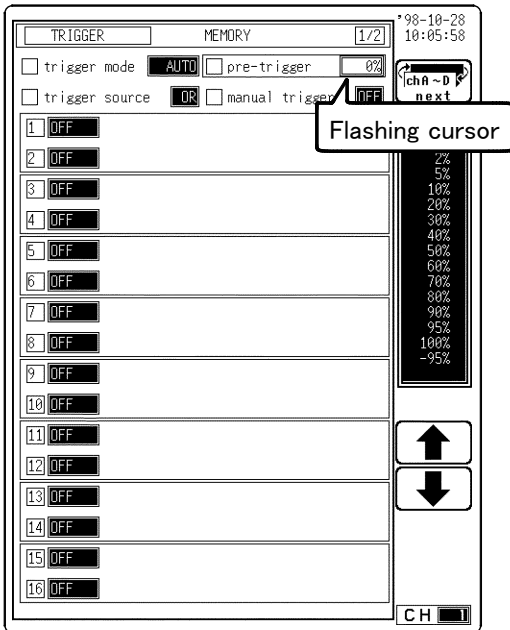 '98-10-28
TRIGGER MEMORY 1/2 10:05:58
trigger mode AUTO pre-trigger 0%
chA~D
trigger source OR manual trigger OFF next
Flashing cursor
1 OFF
2 OFF
3 OFF
4 OFF
5 OFF
6 OFF
7 OFF
8 OFF
9 OFF
10 OFF
11 OFF
12 OFF
13 OFF
14 OFF
15 OFF
16 OFF
2%
5%
10%
20%
30%
40%
50%
60%
70%
80%
90%
95%
100%
-95%
CH 1